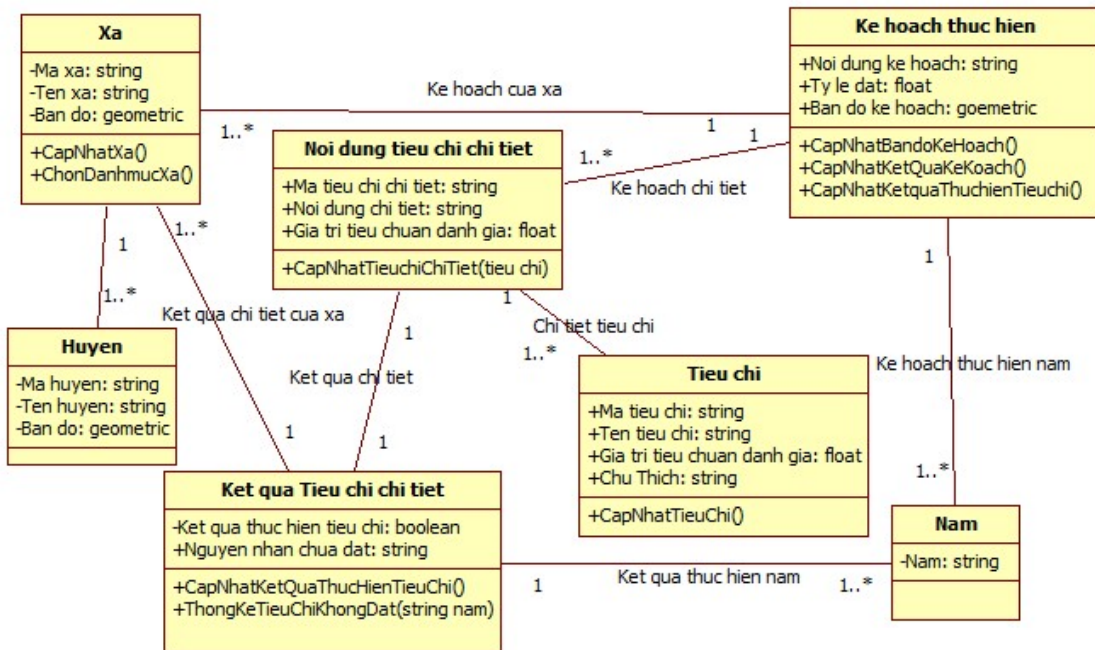 Xa
-Ma xa: string
-Ten xa: string
-Ban do: geometric
+CapNhatXa()
+ChonDanhmucXa()
Ke hoach thuc hien
+Noi dung ke hoach: string
+Ty le dat: float
+Ban do ke hoach: goemetric
+CapNhatBandoKeHoach()
+CapNhatKetQuaKeKoach()
+CapNhatKetquaThuchienTieuchi()
Ke hoach cua xa
1..*
1
Noi dung tieu chi chi tiet
+Ma tieu chi chi tiet: string
+Noi dung chi tiet: string
+Gia tri tieu chuan danh gia: float
+CapNhatTieuchiChiTiet(tieu chi)
1..*
1
Ke hoach chi tiet
1
1..*
Huyen
-Ma huyen: string
-Ten huyen: string
-Ban do: geometric
1..*
Ket qua chi tiet cua xa
1
1
Ket qua chi tiet
1
1
Chi tiet tieu chi
1..*
Tieu chi
+Ma tieu chi: string
+Ten tieu chi: string
+Gia tri tieu chuan danh gia: float
+Chu Thich: string
+CapNhatTieuChi()
1
Ke hoach thuc hien nam
1..*
Ket qua Tieu chi chi tiet
-Ket qua thuc hien tieu chi: boolean
+Nguyen nhan chua dat: string
+CapNhatKetQuaThucHienTieuChi()
+ThongKeTieuChiKhongDat(string nam)
1
Ket qua thuc hien nam
1..*
Nam
-Nam: string